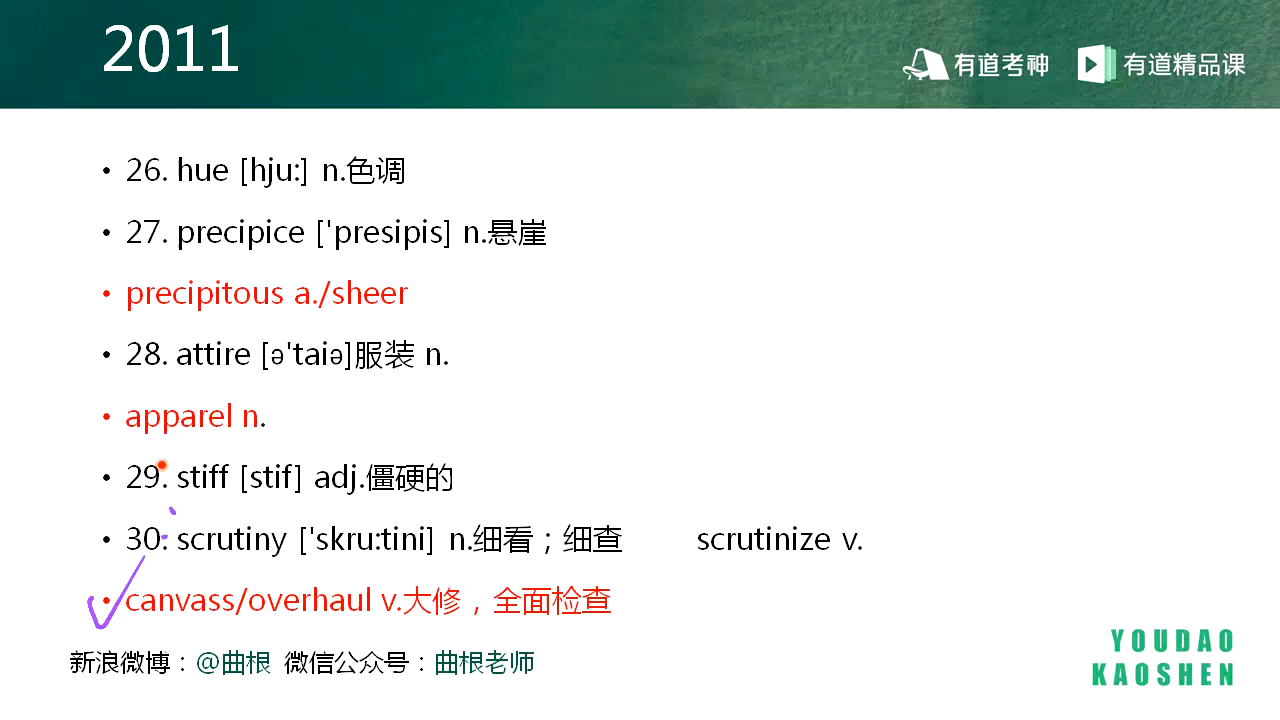 2011
有道考神 有道精品课
• 26. hue [hju:] n.色调
• 27. precipice ['presipis] n.悬崖
• precipitous a./sheer
• 28. attire [ə'taiə]服装 n.
• apparel n.
• 29. stiff [stif] adj.僵硬的
• 30. scrutiny ['skru:tini] n.细看；细查 scrutinize v.
• canvass/overhaul v.大修，全面检查
新浪微博：@曲根 微信公众号：曲根老师
YOUDAO
KAOSHEN